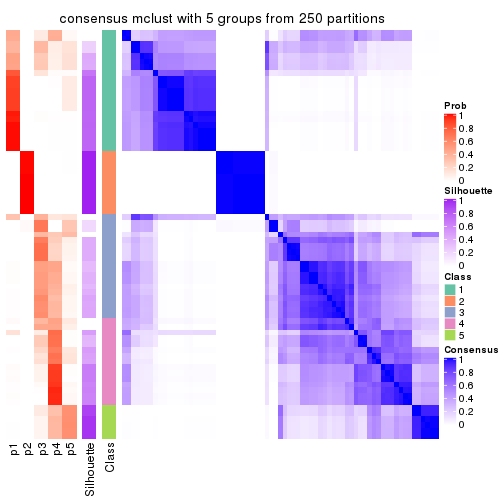 consensus mclust with 5 groups from 250 partitions
Prob
1
0.8
0.6
0.4
0.2
0
Silhouette
1
0.8
0.6
0.4
0.2
0
Class
1
2
3
4
5
Consensus
1
0.8
0.6
0.4
0.2
0
p1
p2
p3
p4
p5
Silhouette
Class